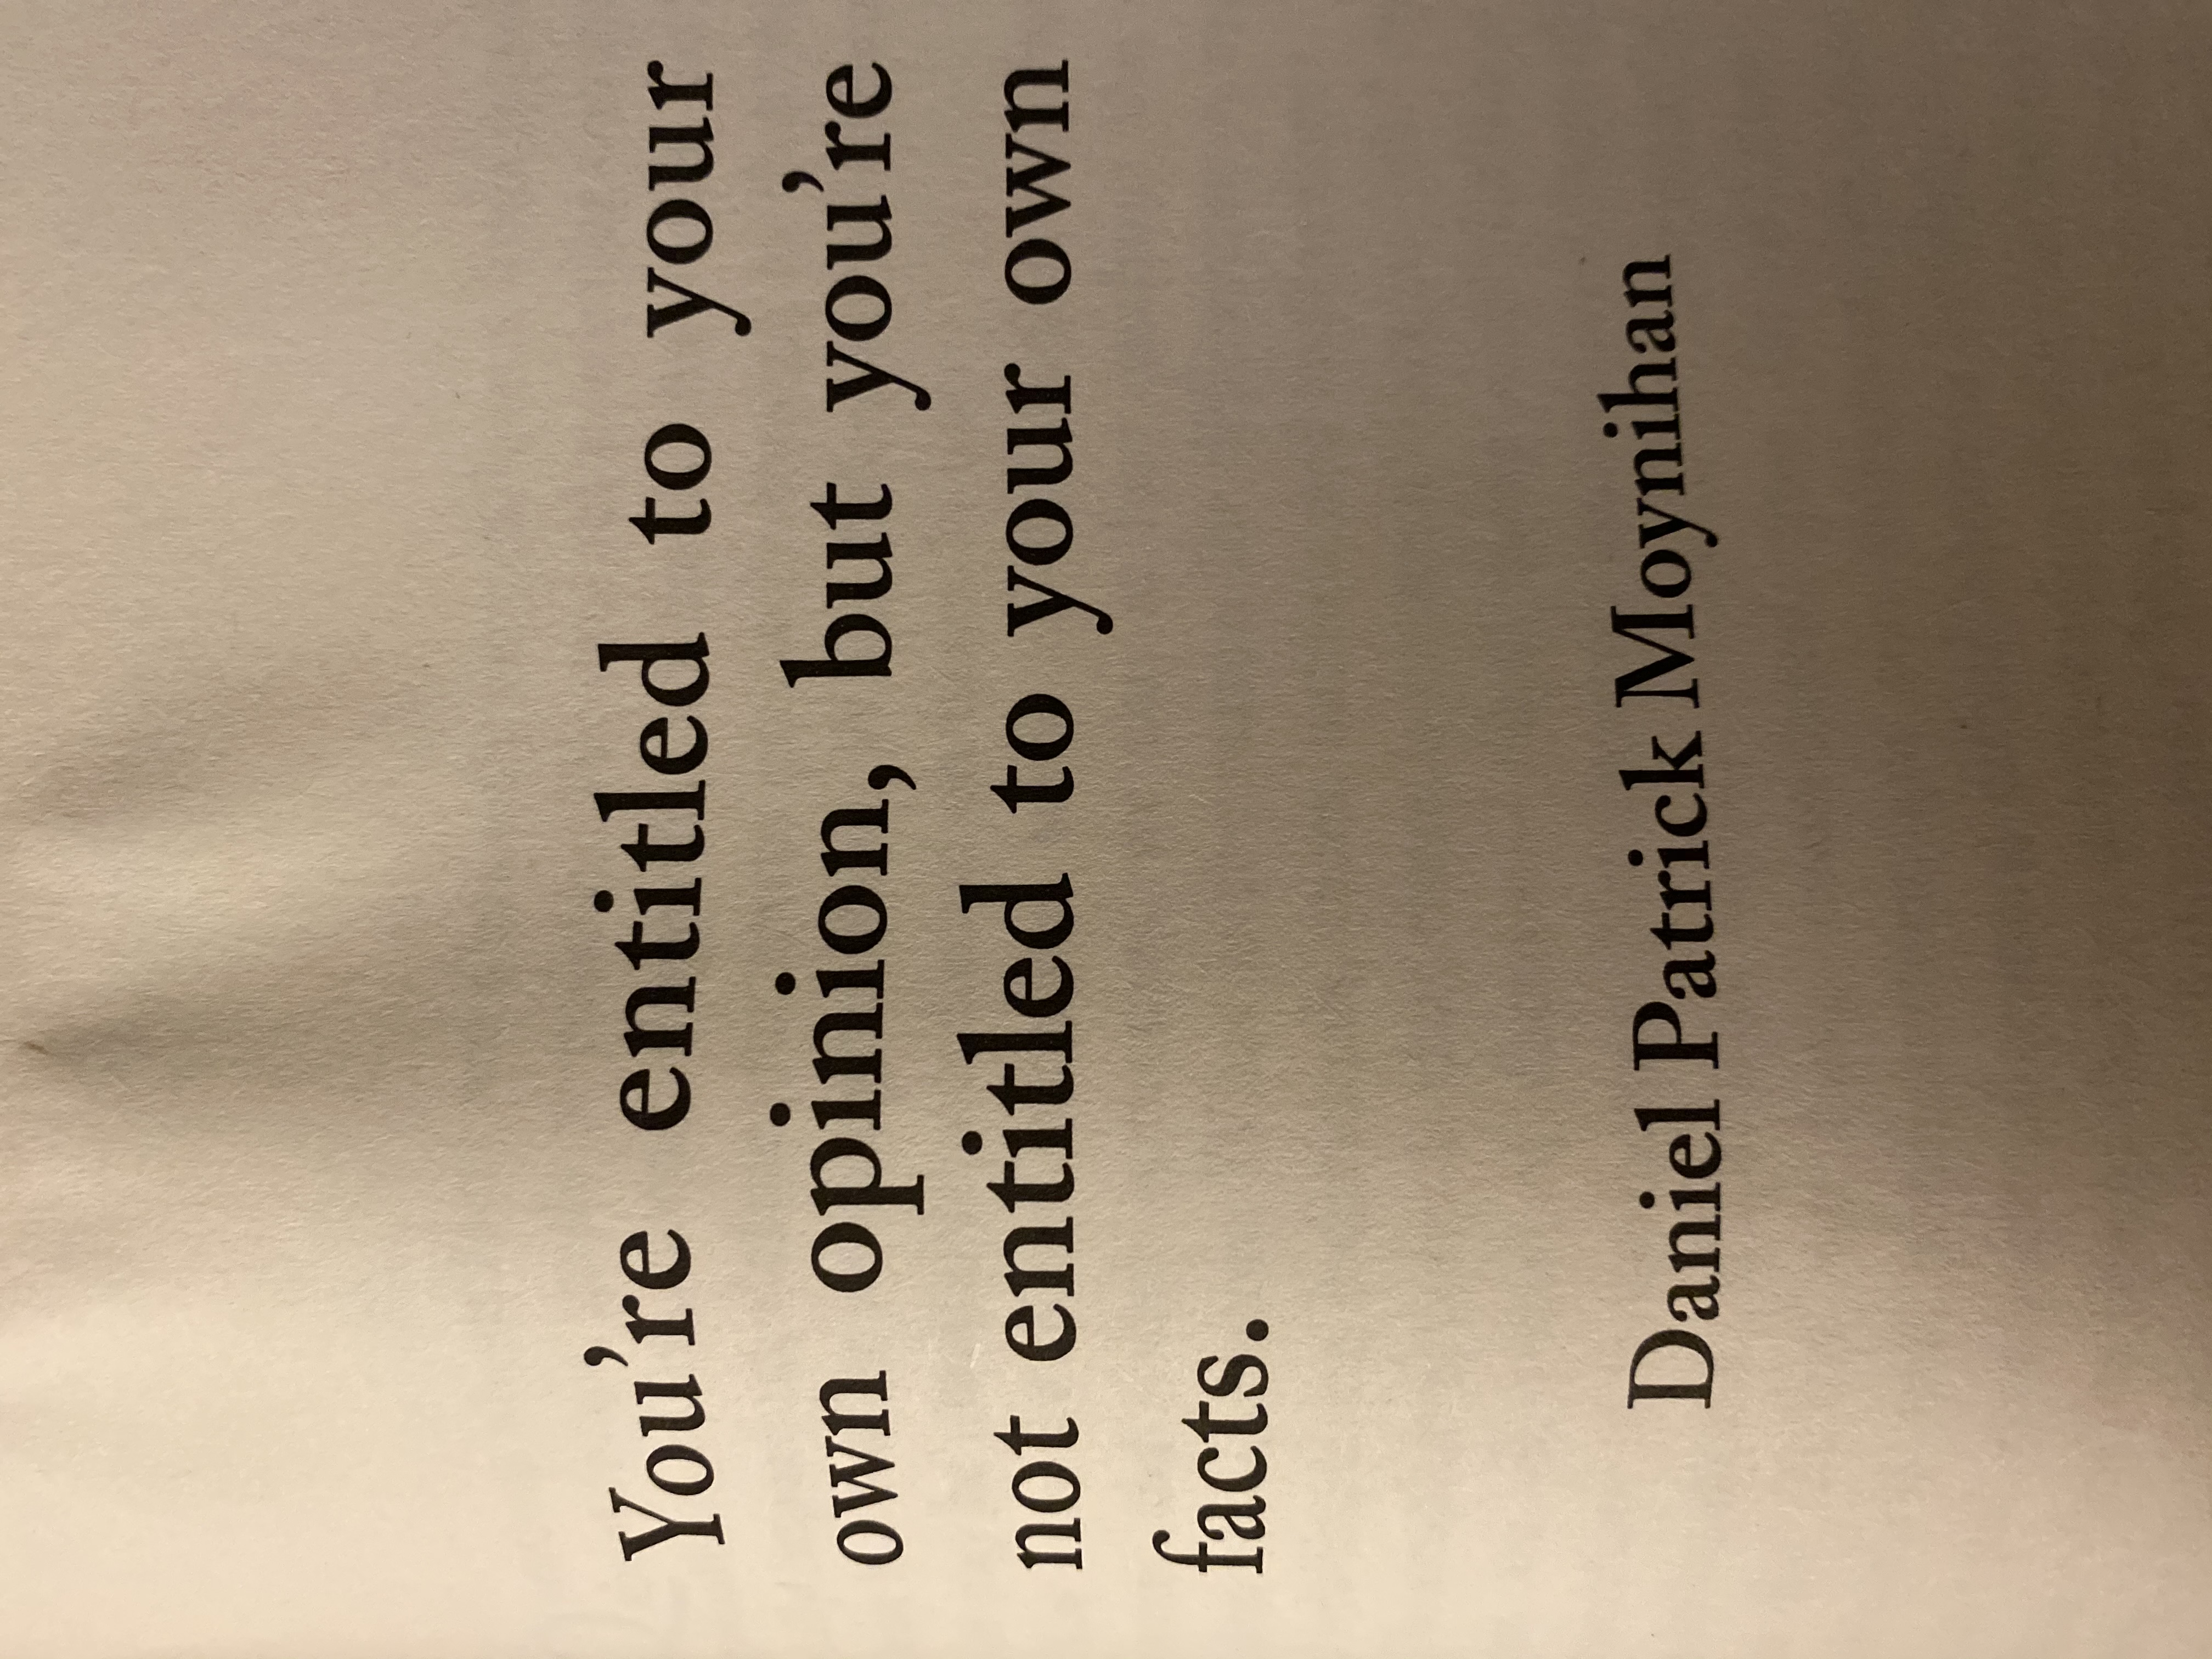 You’re entitled to your
own opinion, but you’re
not entitled to your own
facts.
Daniel Patrick Moynihan